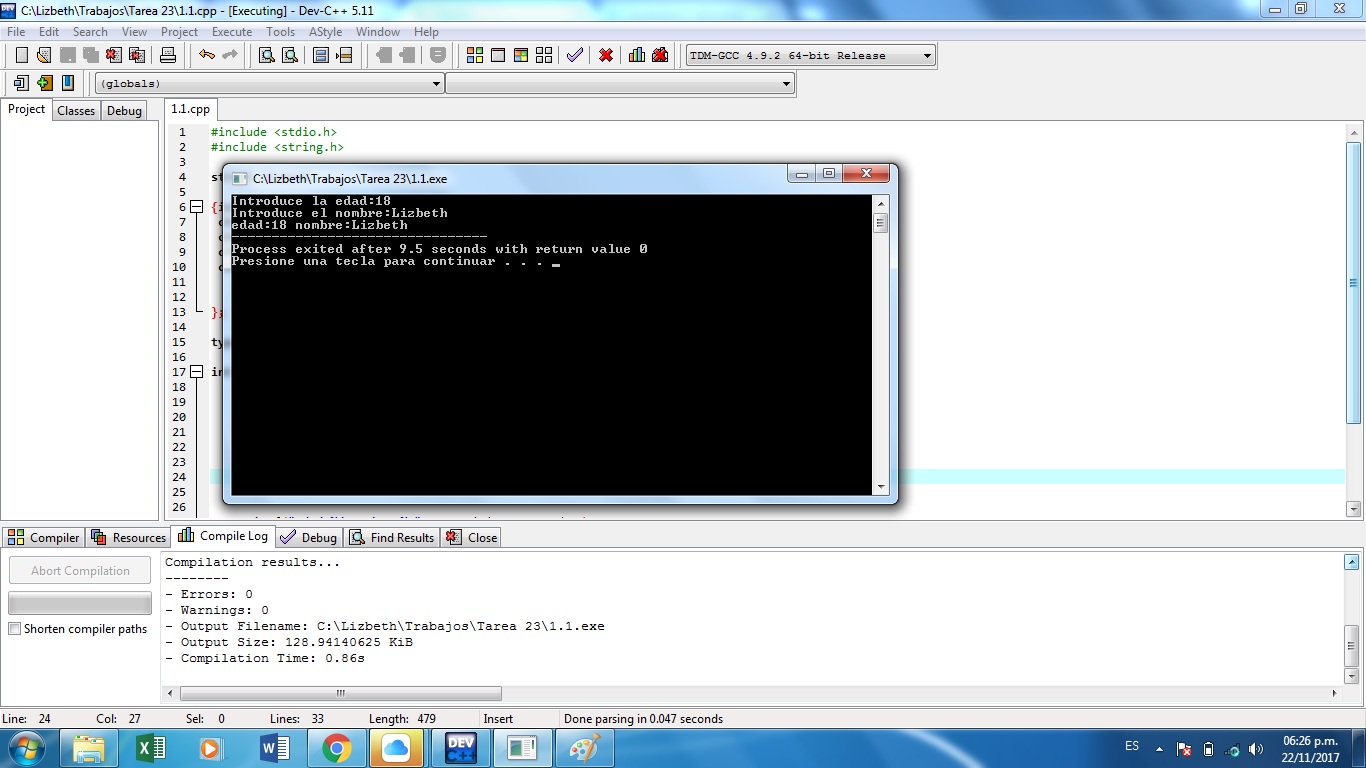 C:\Lizbeth\Trabajos\Tarea 23\1.1.cpp - [Executing] - Dev-C++ 5.11
File Edit Search View Project Execute Tools AStyle Window Help
TDM-GCC 4.9.2 64-bit Release
(globals)
Project Classes Debug 1.1.cpp
1 #include <stdio.h>
2 #include <string.h>
3
4 st
5
6 {i
7
8
9
10
11
12
13 };
14
15 ty
16
17 in
18
19
20
21
22
23
24
25
26
C:\Lizbeth\Trabajos\Tarea 23\1.1.exe
Introduce la edad:18
Introduce el nombre:Lizbeth
edad:18 nombre:Lizbeth
--------------------------------
Process exited after 9.5 seconds with return value 0
Presione una tecla para continuar . . . _
Compiler Resources Compile Log Debug Find Results Close
Abort Compilation
Shorten compiler paths
Compilation results...
--------
- Errors: 0
- Warnings: 0
- Output Filename: C:\Lizbeth\Trabajos\Tarea 23\1.1.exe
- Output Size: 128.94140625 KiB
- Compilation Time: 0.86s
Line: 24 Col: 27 Sel: 0 Lines: 33 Length: 479 Insert Done parsing in 0.047 seconds
DEV C++
ES
06:26 p.m.
22/11/2017